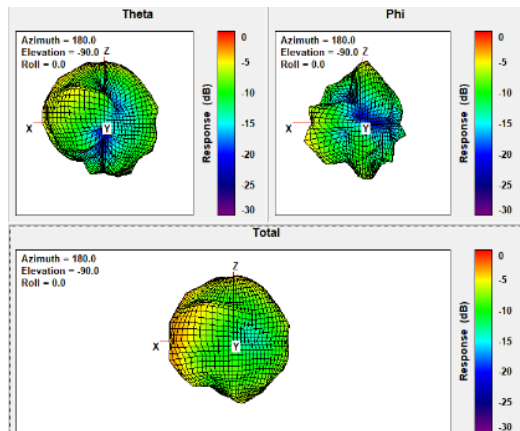 Theta
Azimuth = 180.0
Elevation = -90.0
Roll = 0.0
Z
X
Y
0
-5
-10
-15
-20
-25
-30
Response (dB)
Phi
Azimuth = 180.0
Elevation = -90.0
Roll = 0.0
Z
X
Y
0
-5
-10
-15
-20
-25
-30
Response (dB)
Total
Azimuth = 180.0
Elevation = -90.0
Roll = 0.0
Z
X
Y
0
-5
-10
-15
-20
-25
-30
Response (dB)